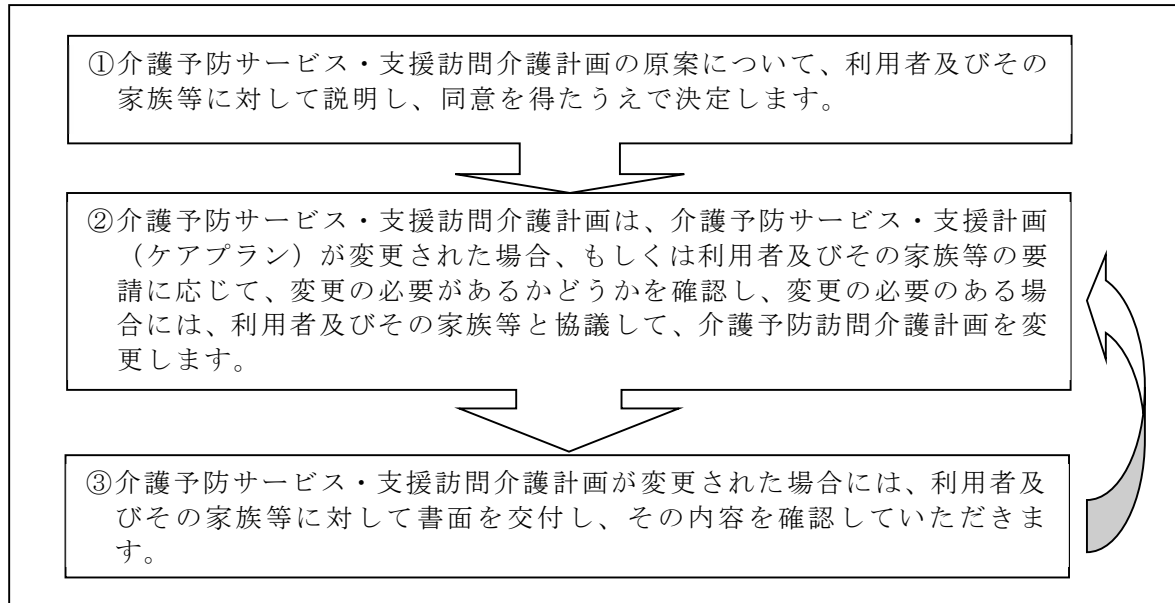 ①介護予防サービス・支援訪問介護計画の原案について、利用者及びその
家族等に対して説明し、同意を得たうえで決定します。
②介護予防サービス・支援訪問介護計画は、介護予防サービス・支援計画
（ケアプラン）が変更された場合、もしくは利用者及びその家族等の要
請に応じて、変更の必要があるかどうかを確認し、変更の必要のある場
合には、利用者及びその家族等と協議して、介護予防訪問介護計画を変
更します。
③介護予防サービス・支援訪問介護計画が変更された場合には、利用者及
びその家族等に対して書面を交付し、その内容を確認していただきま
す。